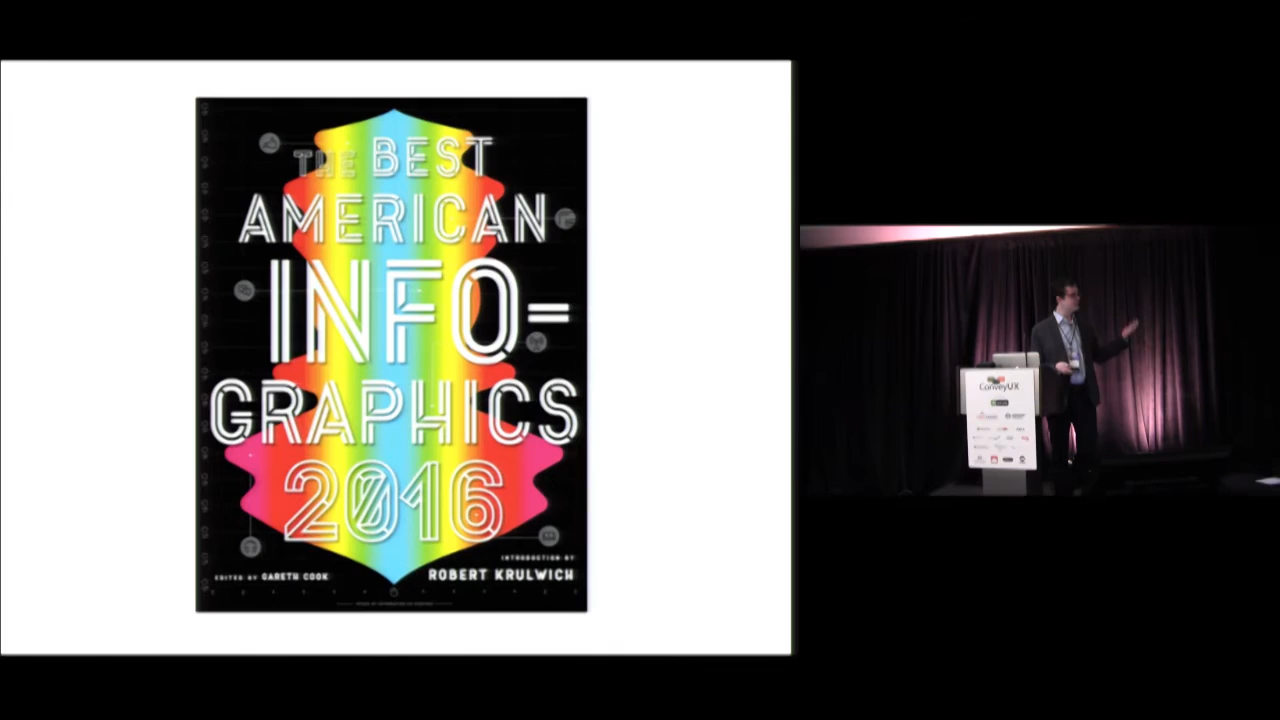 THE BEST
AMERICAN
INFO-
GRAPHICS
2016
INTRODUCTION BY
EDITED BY GARETH COOK
ROBERT KRULWICH
ConveyUX